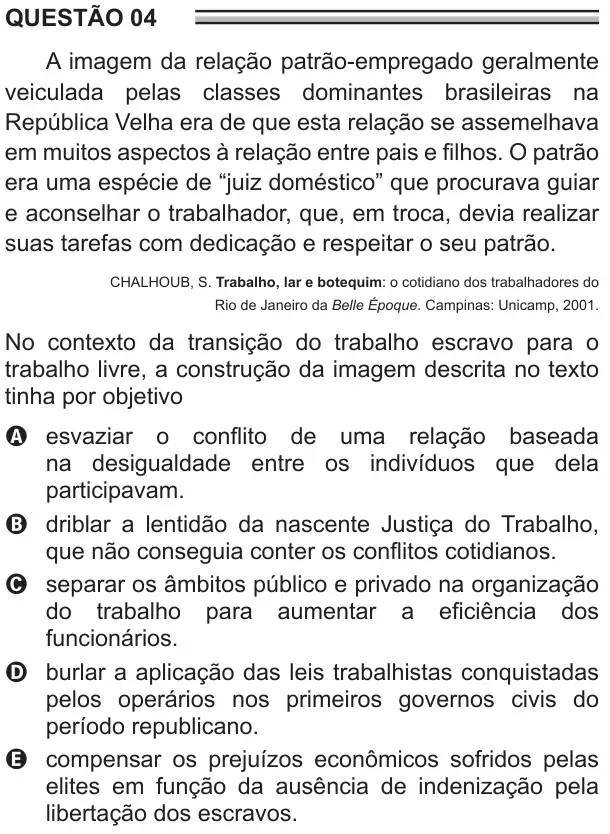 QUESTÃO 04
A imagem da relação patrão-empregado geralmente
veiculada pelas classes dominantes brasileiras na
República Velha era de que esta relação se assemelhava
em muitos aspectos à relação entre pais e filhos. O patrão
era uma espécie de “juiz doméstico” que procurava guiar
e aconselhar o trabalhador, que, em troca, devia realizar
suas tarefas com dedicação e respeitar o seu patrão.
CHALHOUB, S. Trabalho, lar e botequim: o cotidiano dos trabalhadores do
Rio de Janeiro da Belle Époque. Campinas: Unicamp, 2001.
No contexto da transição do trabalho escravo para o
trabalho livre, a construção da imagem descrita no texto
tinha por objetivo
A esvaziar o conflito de uma relação baseada
na desigualdade entre os indivíduos que dela
participavam.
B driblar a lentidão da nascente Justiça do Trabalho,
que não conseguia conter os conflitos cotidianos.
C separar os âmbitos público e privado na organização
do trabalho para aumentar a eficiência dos
funcionários.
D burlar a aplicação das leis trabalhistas conquistadas
pelos operários nos primeiros governos civis do
período republicano.
E compensar os prejuízos econômicos sofridos pelas
elites em função da ausência de indenização pela
libertação dos escravos.